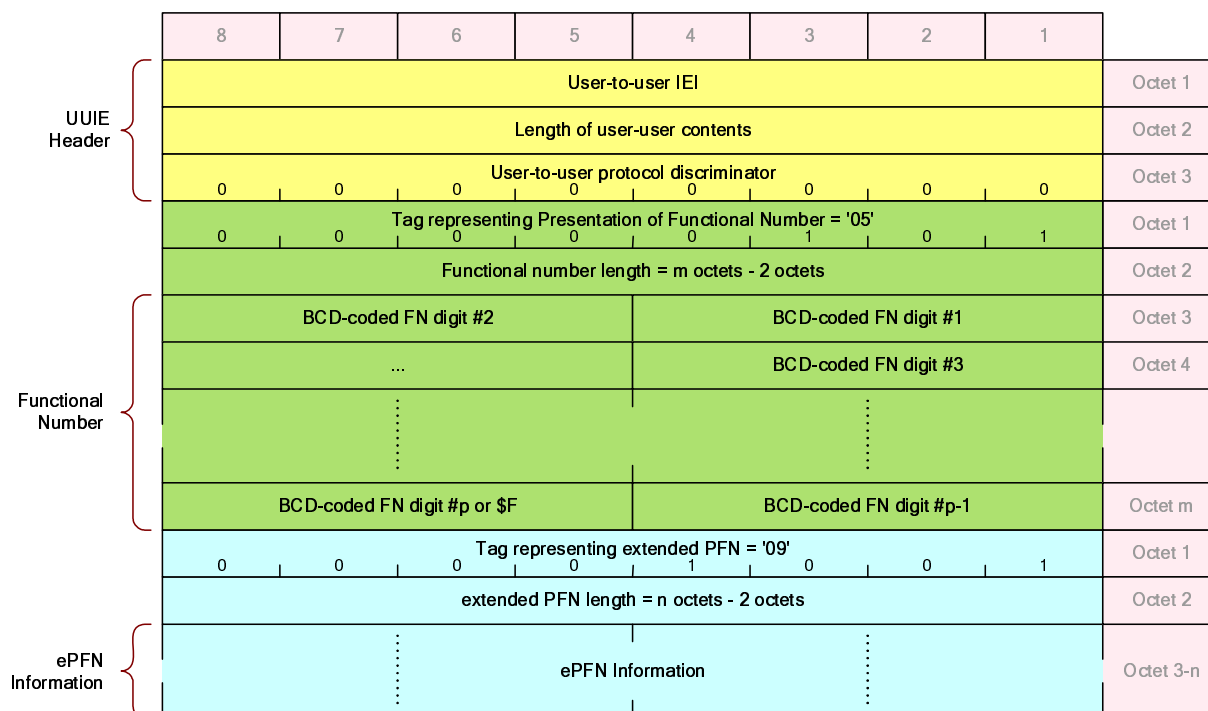 8 7 6 5 4 3 2 1
UUIE
Header
User-to-user IEI
Octet 1
Length of user-user contents
Octet 2
User-to-user protocol discriminator
0 0 0 0 0 0 0 0
Octet 3
Tag representing Presentation of Functional Number = '05'
0 0 0 0 0 1 0 1
Octet 1
Functional number length = m octets - 2 octets
Octet 2
Functional
Number
BCD-coded FN digit #2
BCD-coded FN digit #1
Octet 3
...
BCD-coded FN digit #3
Octet 4
BCD-coded FN digit #p or $F
BCD-coded FN digit #p-1
Octet m
Tag representing extended PFN = '09'
0 0 0 0 1 0 0 1
Octet 1
extended PFN length = n octets - 2 octets
Octet 2
ePFN
Information
ePFN Information
Octet 3-n